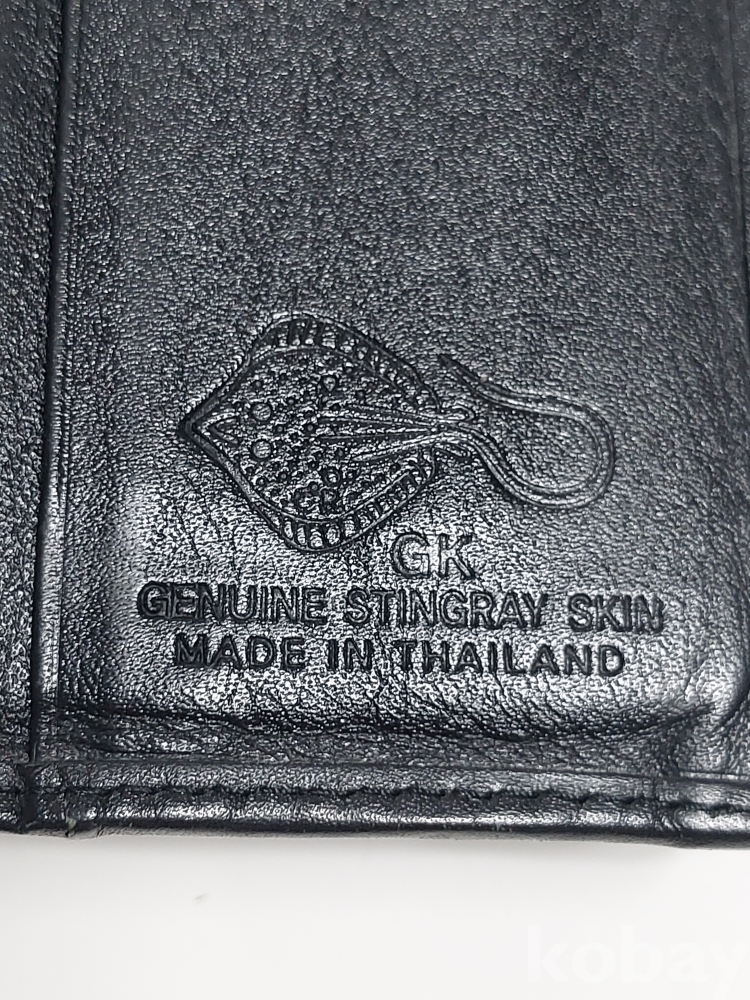 GK
GENUINE STINGRAY SKIN
MADE IN THAILAND
kobay